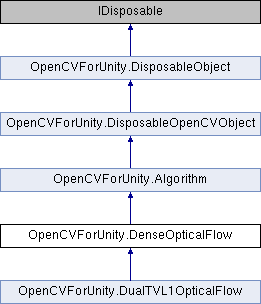 IDisposable
OpenCVForUnity.DisposableObject
OpenCVForUnity.DisposableOpenCVObject
OpenCVForUnity.Algorithm
OpenCVForUnity.DenseOpticalFlow
OpenCVForUnity.DualTVL1OpticalFlow